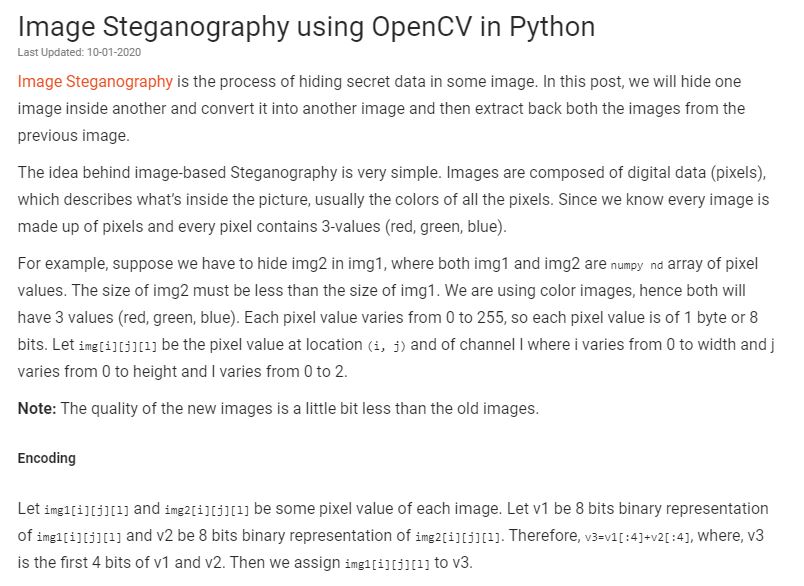 Image Steganography using OpenCV in Python
Last Updated: 10-01-2020
Image Steganography is the process of hiding secret data in some image. In this post, we will hide one
image inside another and convert it into another image and then extract back both the images from the
previous image.
The idea behind image-based Steganography is very simple. Images are composed of digital data (pixels),
which describes what's inside the picture, usually the colors of all the pixels. Since we know every image is
made up of pixels and every pixel contains 3-values (red, green, blue).
For example, suppose we have to hide img2 in img1, where both img1 and img2 are numpy nd array of pixel
values. The size of img2 must be less than the size of img1. We are using color images, hence both will
have 3 values (red, green, blue). Each pixel value varies from 0 to 255, so each pixel value is of 1 byte or 8
bits. Let img[i][j][l] be the pixel value at location (i, j) and of channel l where i varies from 0 to width and j
varies from 0 to height and l varies from 0 to 2.
Note: The quality of the new images is a little bit less than the old images.
Encoding
Let img1[i][j][l] and img2[i][j][l] be some pixel value of each image. Let v1 be 8 bits binary representation
of img1[i][j][l] and v2 be 8 bits binary representation of img2[i][j][l]. Therefore, v3=v1[:4]+v2[:4], where, v3
is the first 4 bits of v1 and v2. Then we assign img1[i][j][l] to v3.